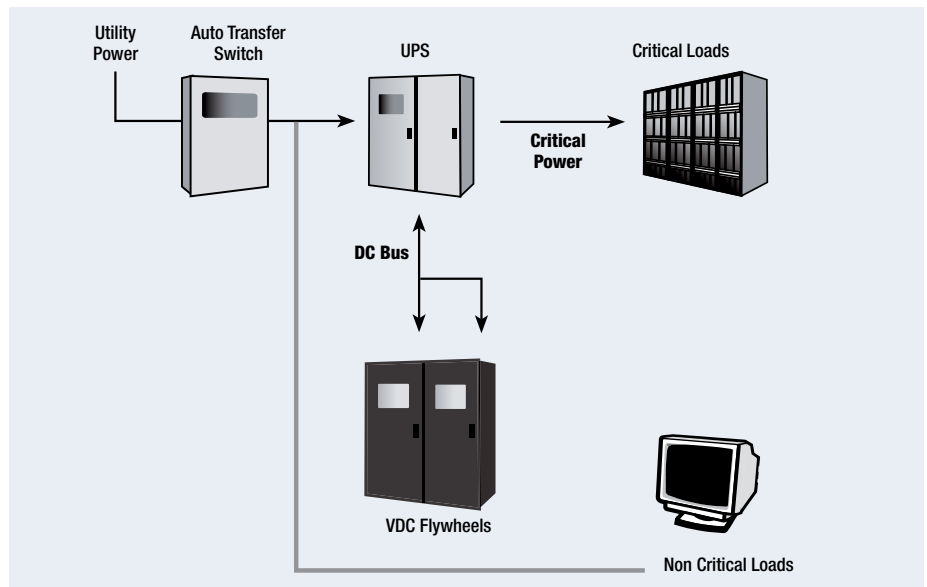 Utility
Power
Auto Transfer
Switch
UPS
Critical Loads
Critical
Power
DC Bus
VDC Flywheels
Non Critical Loads